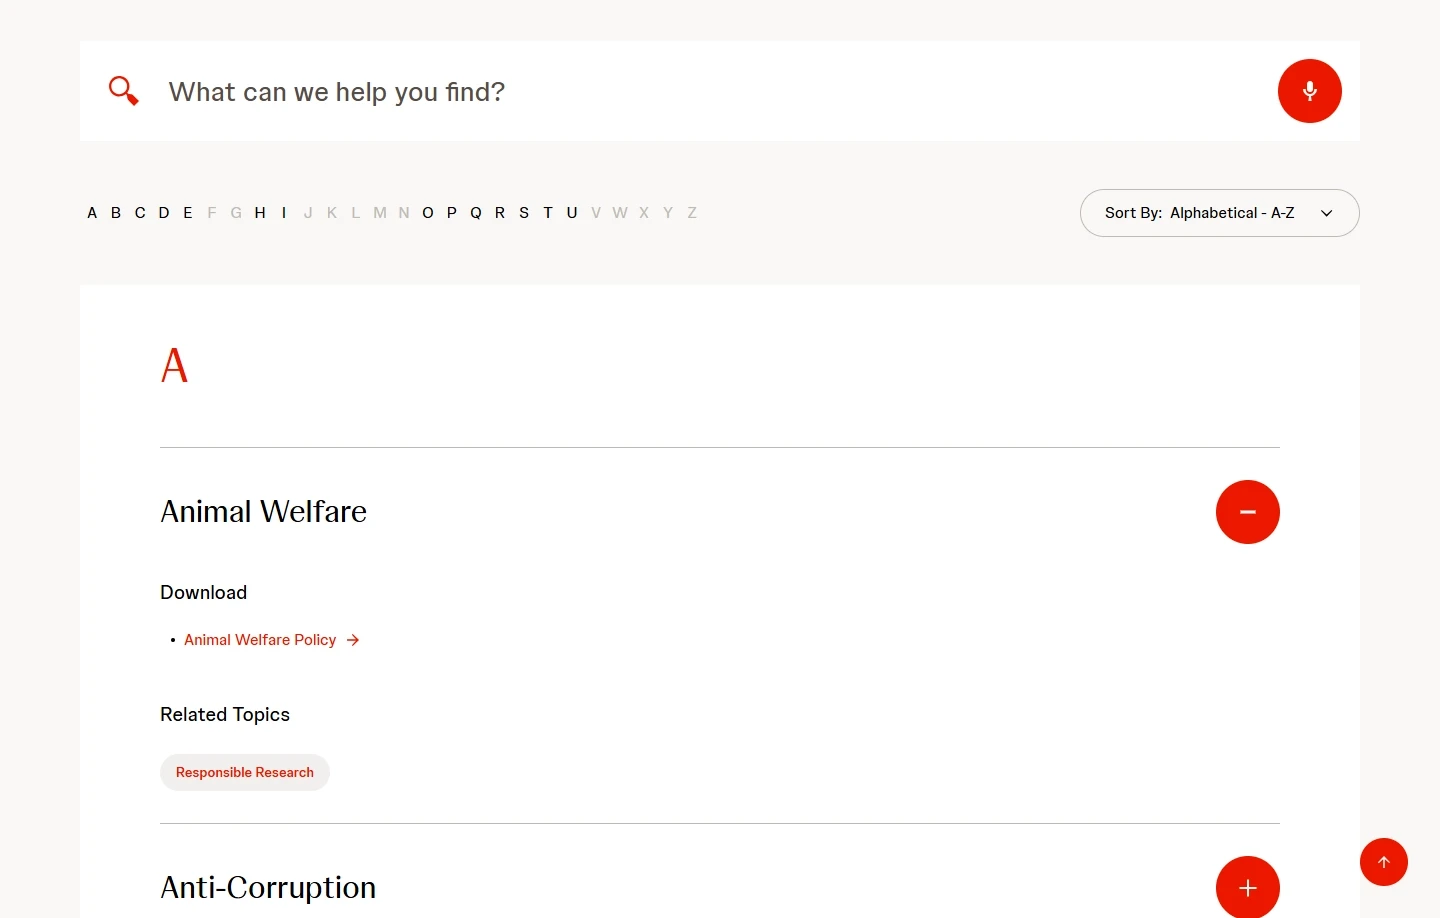 What can we help you find?
A B C D E F G H I J K L M N O P Q R S T U V W X Y Z
Sort By: Alphabetical - A-Z
A
Animal Welfare
Download
• Animal Welfare Policy →
Related Topics
Responsible Research
Anti-Corruption